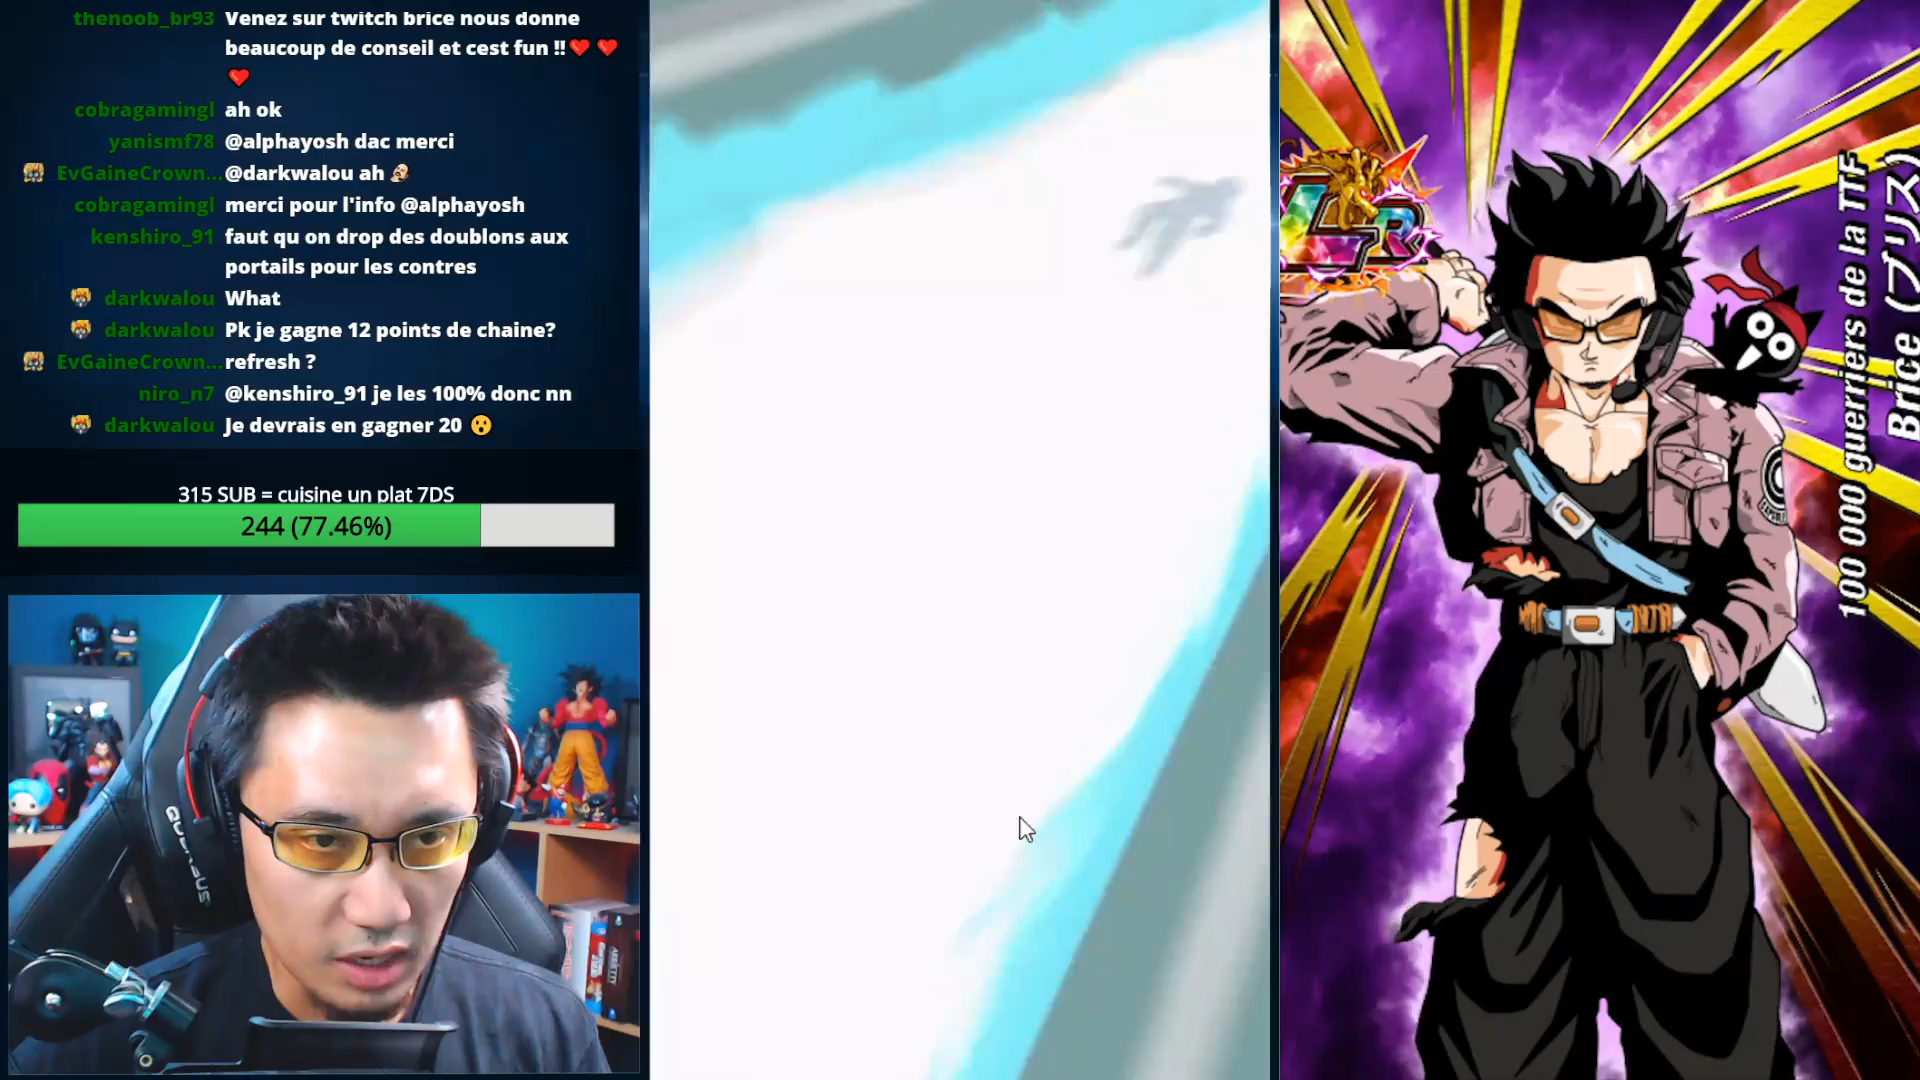 thenoob_br93 Venez sur twitch brice nous donne
beaucoup de conseil et cest fun !!❤️ ❤️
❤️
cobragamingl ah ok
yanismf78 @alphayosh dac merci
EvGaineCrown... @darkwalou ah
cobragamingl merci pour l'info @alphayosh
kenshiro_91 faut qu on drop des doublons aux
portails pour les contres
darkwalou What
darkwalou Pk je gagne 12 points de chaine?
EvGaineCrown... refresh ?
niro_n7 @kenshiro_91 je les 100% donc nn
darkwalou Je devrais en gagner 20 😮
315 SUB = cuisine un plat 7DS
244 (77.46%)
LR
100 000 guerriers de la TTF
Brice (ブリス)